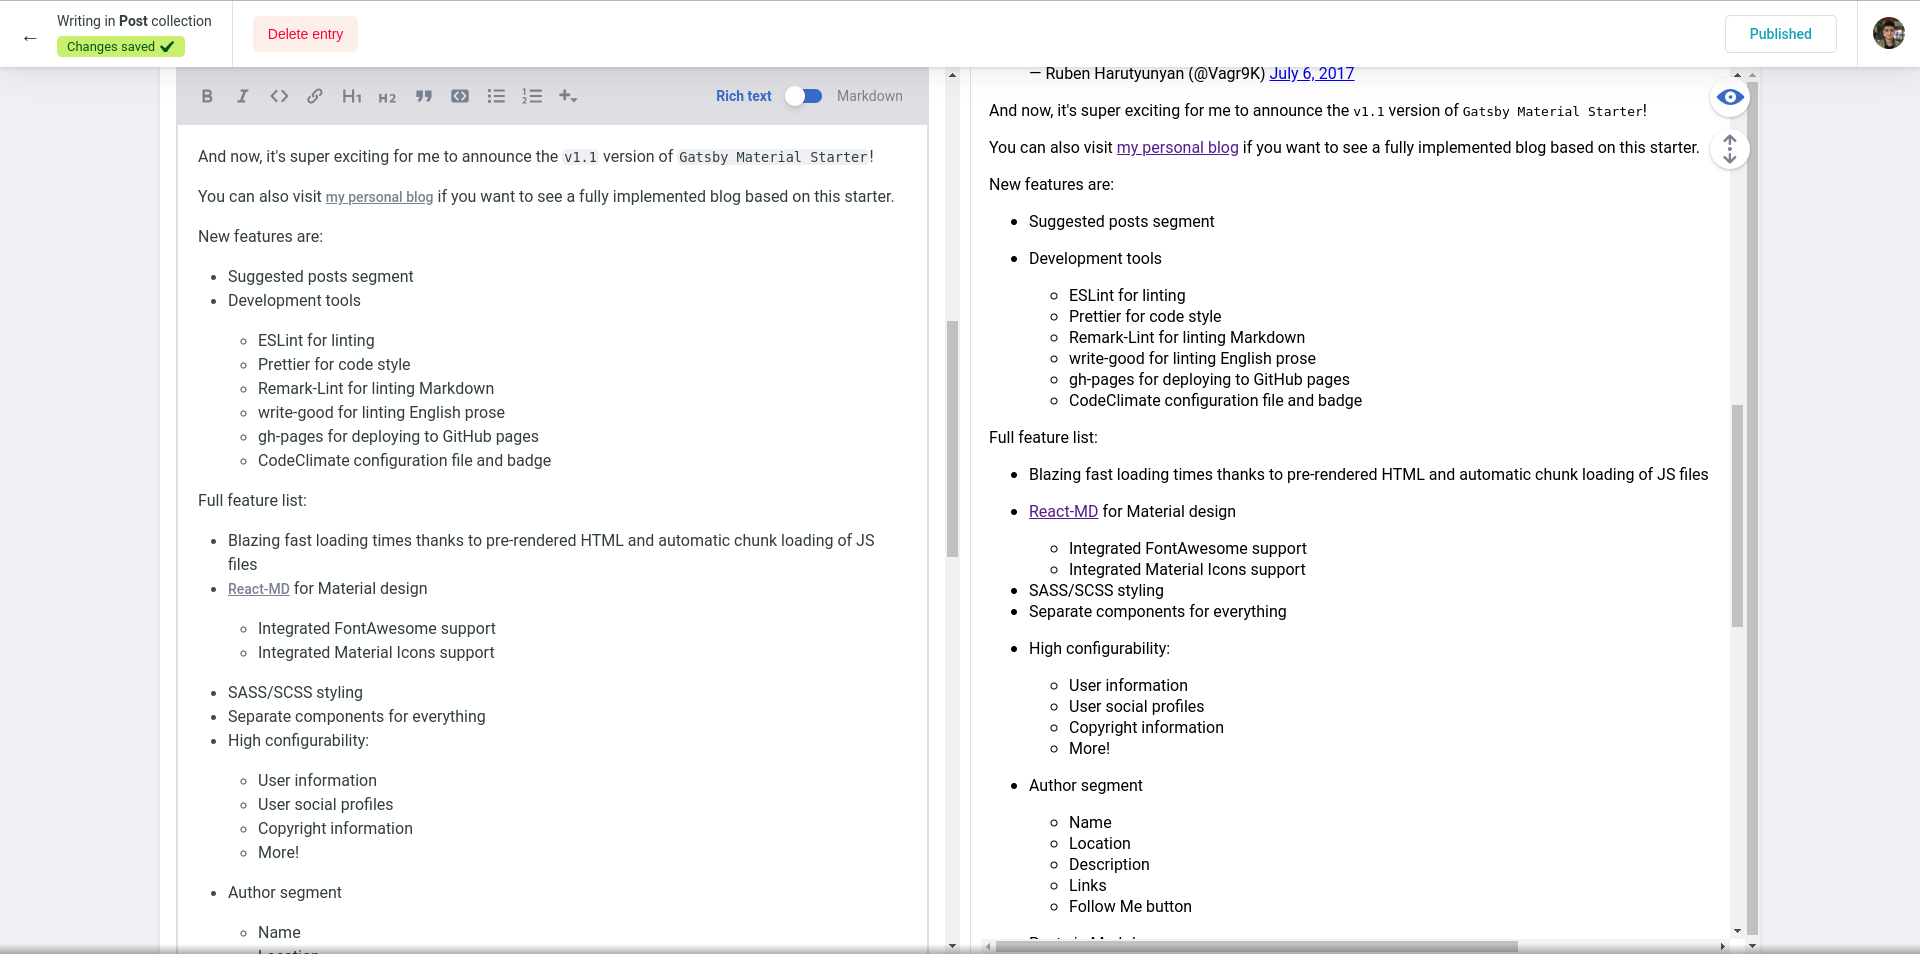 Writing in Post collection
Changes saved
Delete entry
Published
B I <> H1 H2
Rich text
Markdown
And now, it's super exciting for me to announce the v1.1 version of Gatsby Material Starter!
You can also visit my personal blog if you want to see a fully implemented blog based on this starter.
New features are:
Suggested posts segment
Development tools
ESLint for linting
Prettier for code style
Remark-Lint for linting Markdown
write-good for linting English prose
gh-pages for deploying to GitHub pages
CodeClimate configuration file and badge
Full feature list:
Blazing fast loading times thanks to pre-rendered HTML and automatic chunk loading of JS
files
React-MD for Material design
Integrated FontAwesome support
Integrated Material Icons support
SASS/SCSS styling
Separate components for everything
High configurability:
User information
User social profiles
Copyright information
More!
Author segment
Name
— Ruben Harutyunyan (@Vagr9K) July 6, 2017
And now, it's super exciting for me to announce the v1.1 version of Gatsby Material Starter!
You can also visit my personal blog if you want to see a fully implemented blog based on this starter.
New features are:
Suggested posts segment
Development tools
ESLint for linting
Prettier for code style
Remark-Lint for linting Markdown
write-good for linting English prose
gh-pages for deploying to GitHub pages
CodeClimate configuration file and badge
Full feature list:
Blazing fast loading times thanks to pre-rendered HTML and automatic chunk loading of JS files
React-MD for Material design
Integrated FontAwesome support
Integrated Material Icons support
SASS/SCSS styling
Separate components for everything
High configurability:
User information
User social profiles
Copyright information
More!
Author segment
Name
Location
Description
Links
Follow Me button